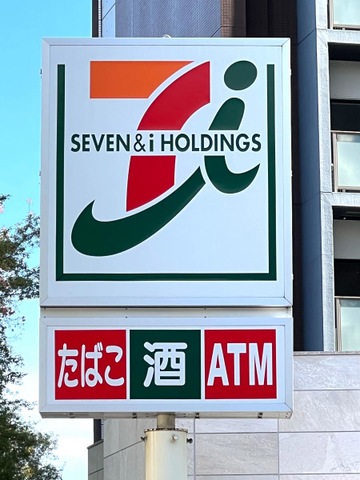 SEVEN&i HOLDINGS
たばこ 酒 ATM